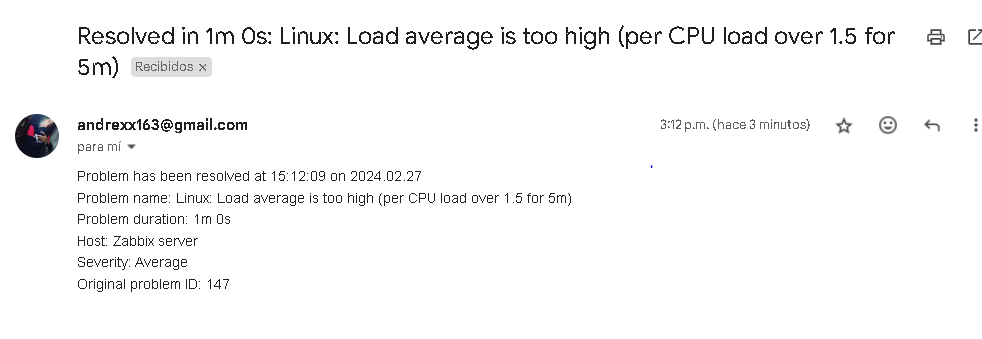 Resolved in 1m 0s: Linux: Load average is too high (per CPU load over 1.5 for
5m) Recibidos ×
andrexx163@gmail.com 3:12 p.m. (hace 3 minutos)
para mí
Problem has been resolved at 15:12:09 on 2024.02.27
Problem name: Linux: Load average is too high (per CPU load over 1.5 for 5m)
Problem duration: 1m 0s
Host: Zabbix server
Severity: Average
Original problem ID: 147